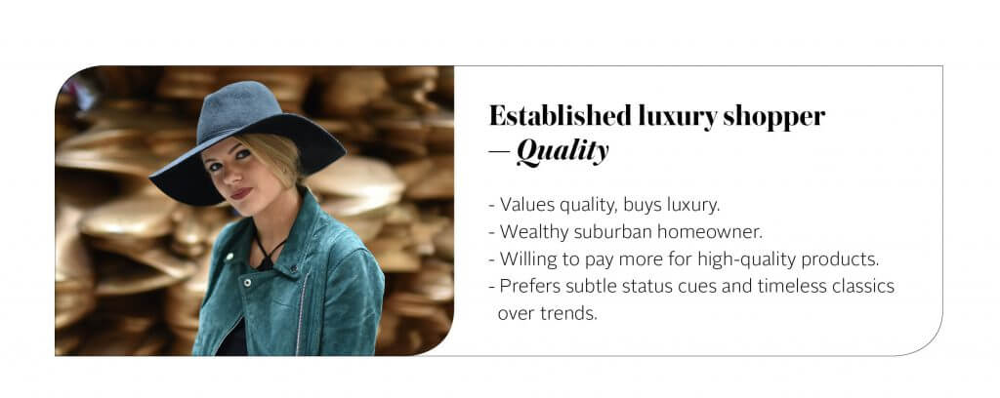 Established luxury shopper
— Quality
- Values quality, buys luxury.
- Wealthy suburban homeowner.
- Willing to pay more for high-quality products.
- Prefers subtle status cues and timeless classics
over trends.